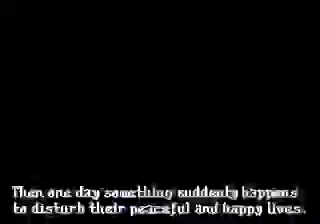 Then one day something suddenly happens
to disturb their peaceful and happy lives.